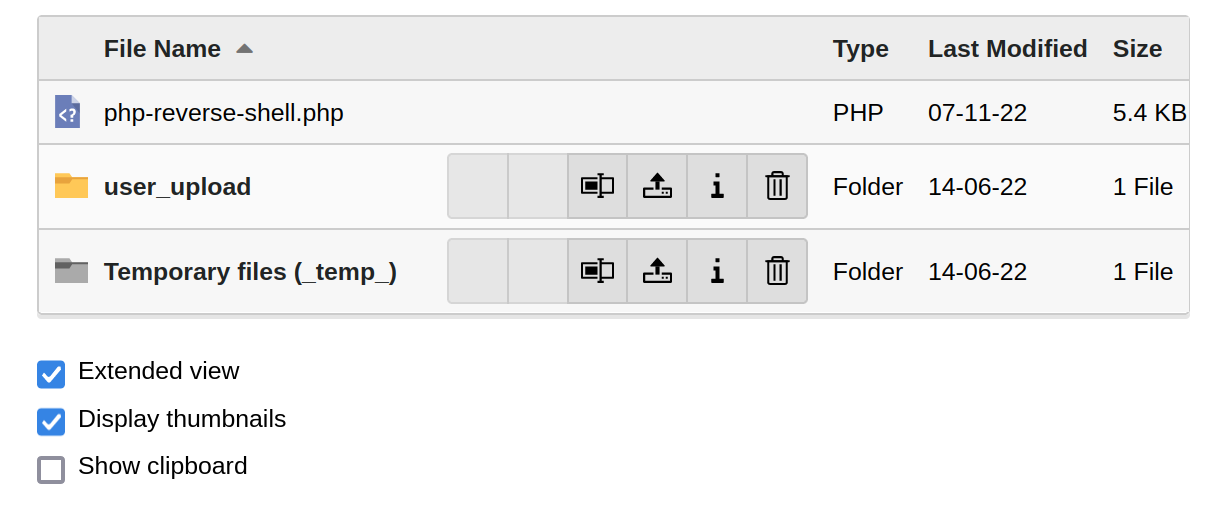 File Name Type Last Modified Size
php-reverse-shell.php PHP 07-11-22 5.4 KB
user_upload Folder 14-06-22 1 File
Temporary files (_temp_) Folder 14-06-22 1 File
Extended view
Display thumbnails
Show clipboard